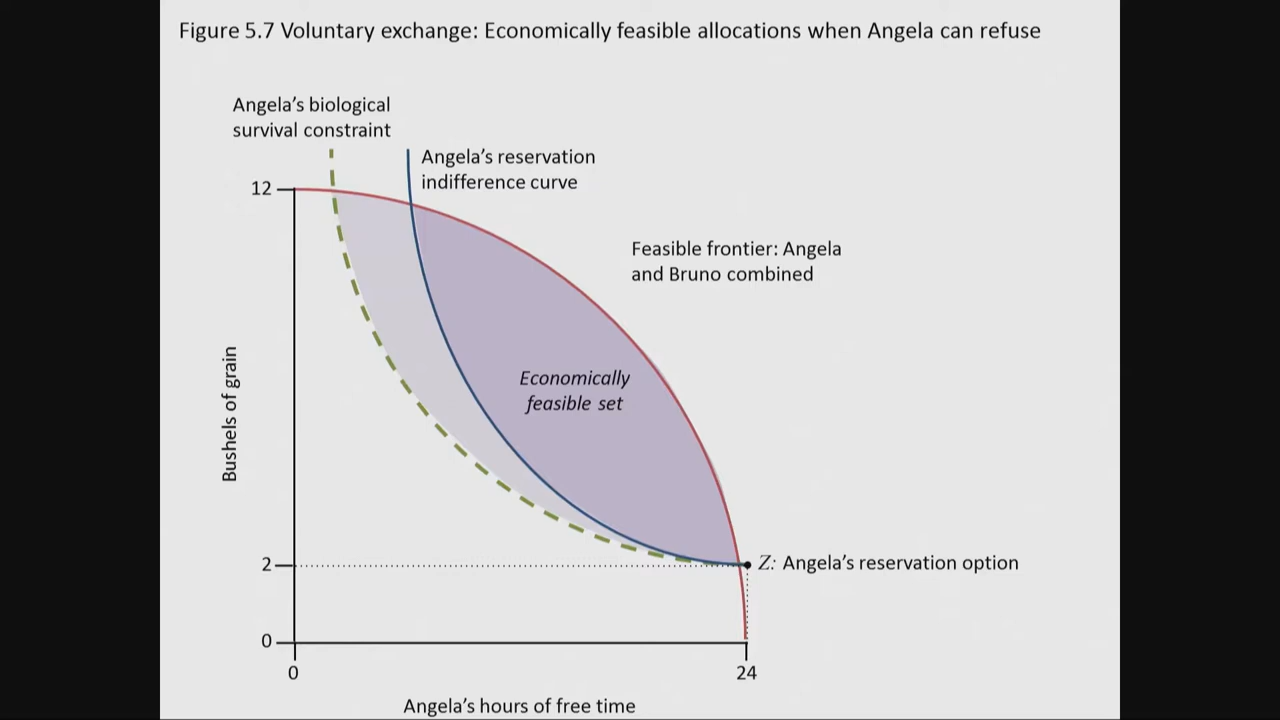 Figure 5.7 Voluntary exchange: Economically feasible allocations when Angela can refuse
Angela’s biological
survival constraint
Angela’s reservation
indifference curve
12
Feasible frontier: Angela
and Bruno combined
Bushels of grain
Economically
feasible set
2
Z: Angela’s reservation option
0
0
24
Angela’s hours of free time